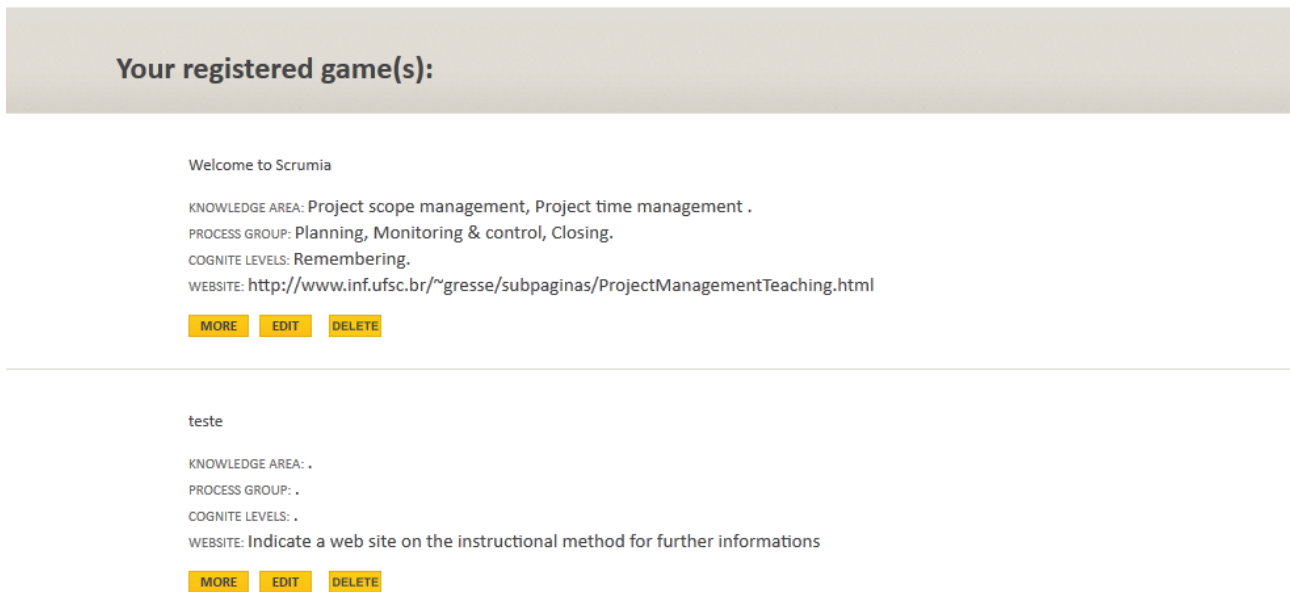 Your registered game(s):
Welcome to Scrumia
KNOWLEDGE AREA: Project scope management, Project time management .
PROCESS GROUP: Planning, Monitoring & control, Closing.
COGNITE LEVELS: Remembering.
WEBSITE: http://www.inf.ufsc.br/~gresse/subpaginas/ProjectManagementTeaching.html
MORE EDIT DELETE
teste
KNOWLEDGE AREA: .
PROCESS GROUP: .
COGNITE LEVELS: .
WEBSITE: Indicate a web site on the instructional method for further informations
MORE EDIT DELETE